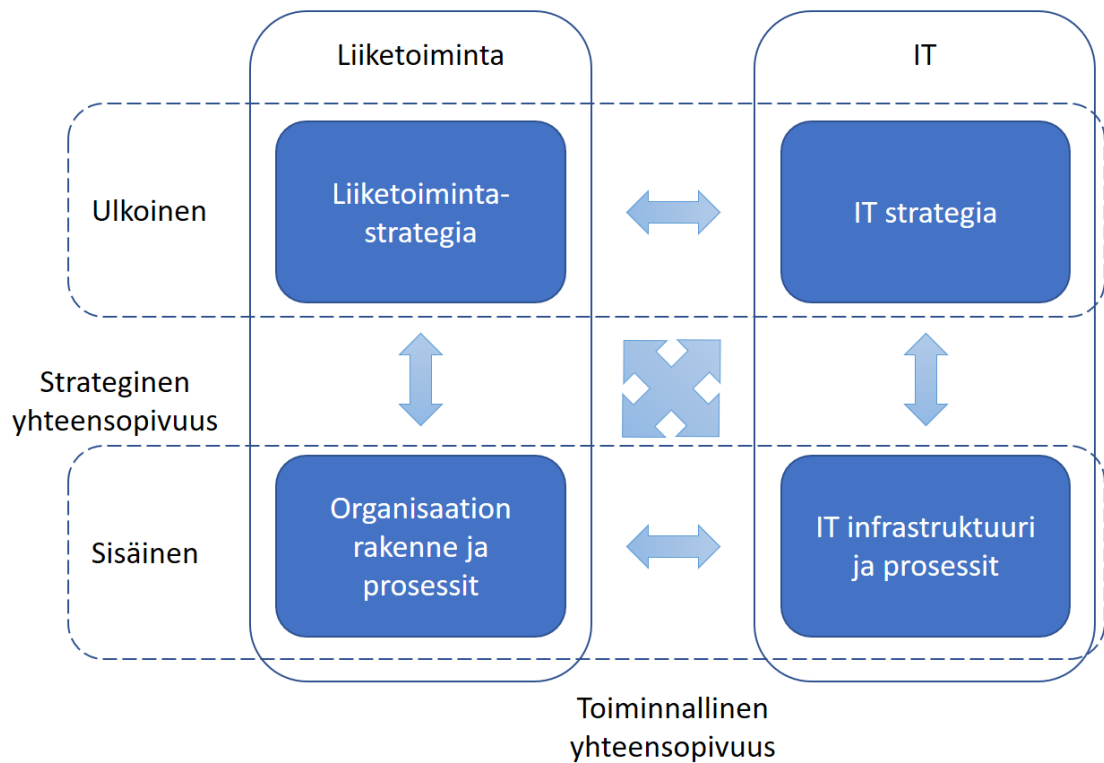 Liiketoiminta
IT
Ulkoinen
Liiketoiminta-
strategia
IT strategia
Strateginen
yhteensopivuus
Sisäinen
Organisaation
rakenne ja
prosessit
IT infrastruktuuri
ja prosessit
Toiminnallinen
yhteensopivuus